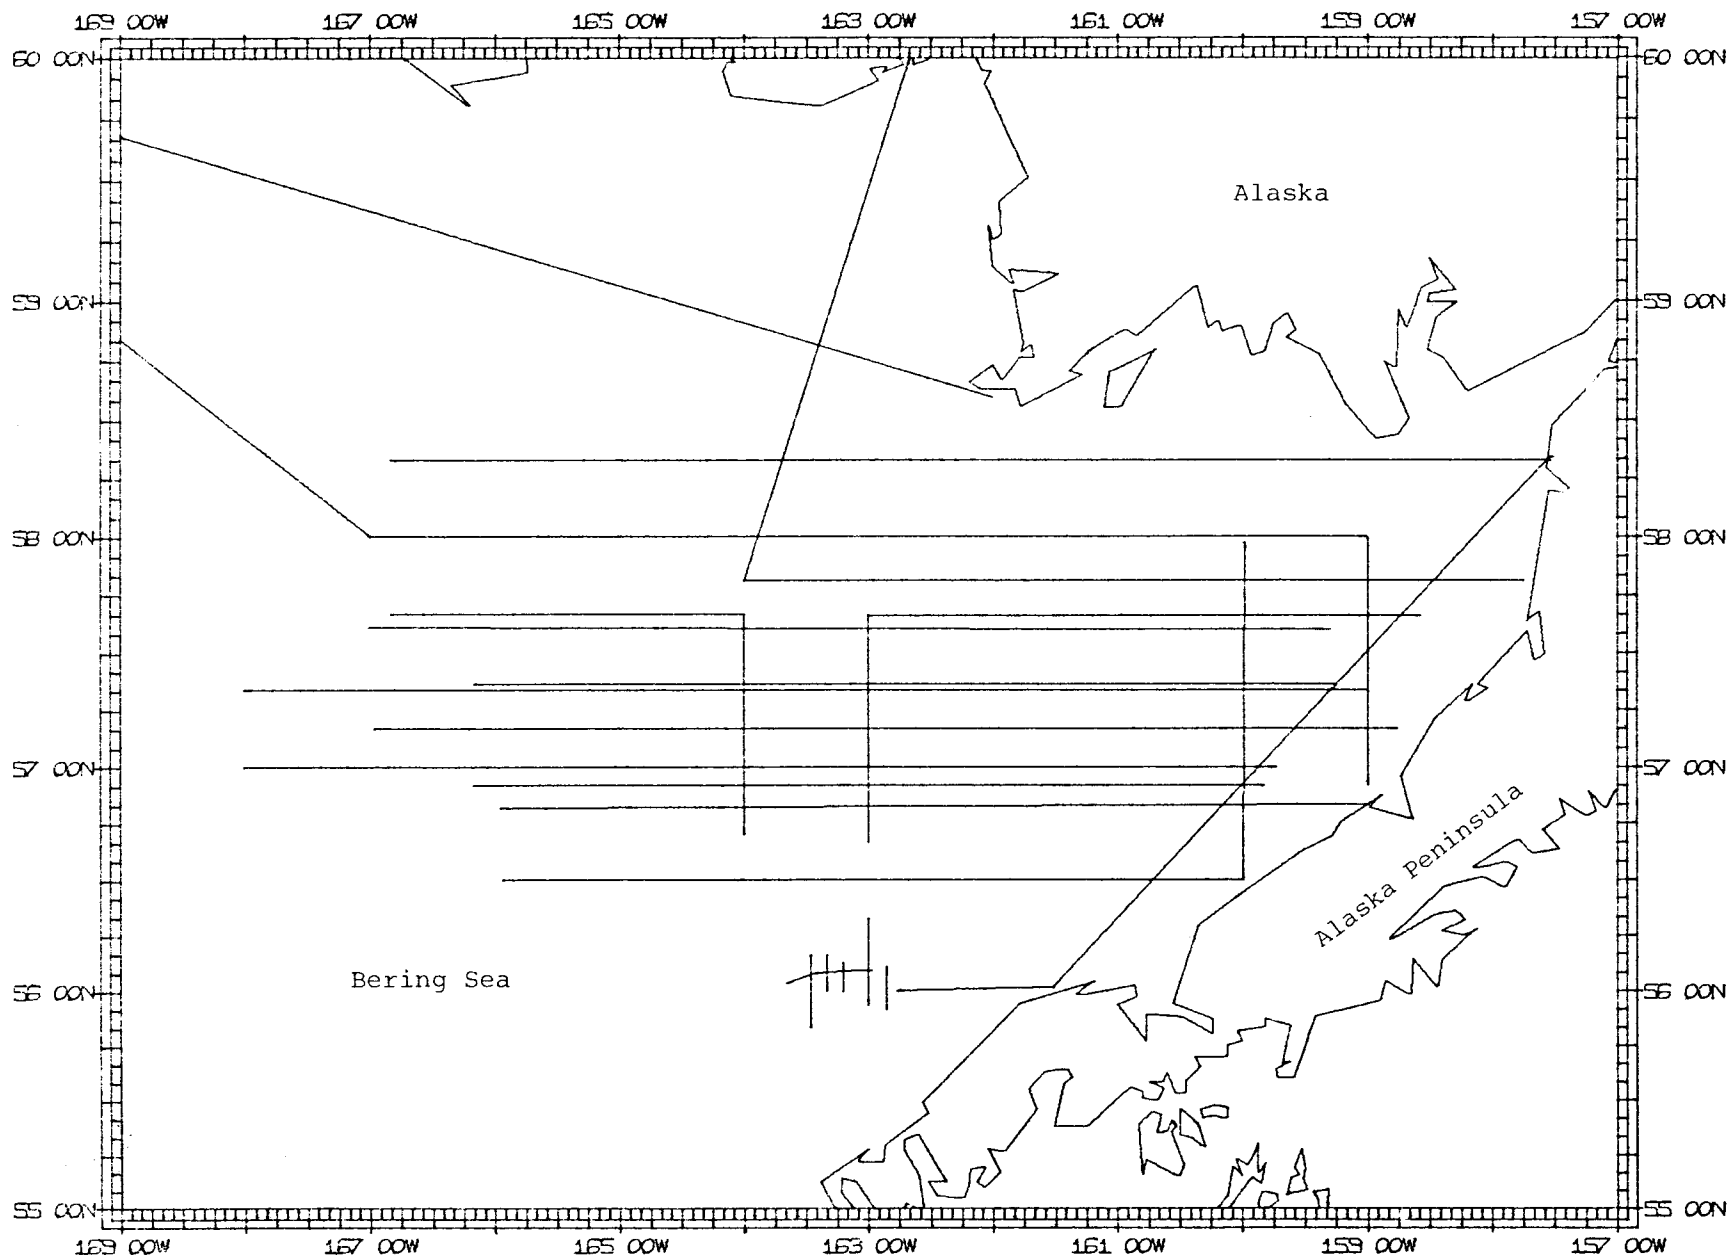 169 00W 167 00W 165 00W 163 00W 161 00W 159 00W 157 00W
60 00N 60 00N
Alaska
59 00N 59 00N
58 00N 58 00N
57 00N 57 00N
Alaska Peninsula
Bering Sea
56 00N 56 00N
55 00N 55 00N
169 00W 167 00W 165 00W 163 00W 161 00W 159 00W 157 00W